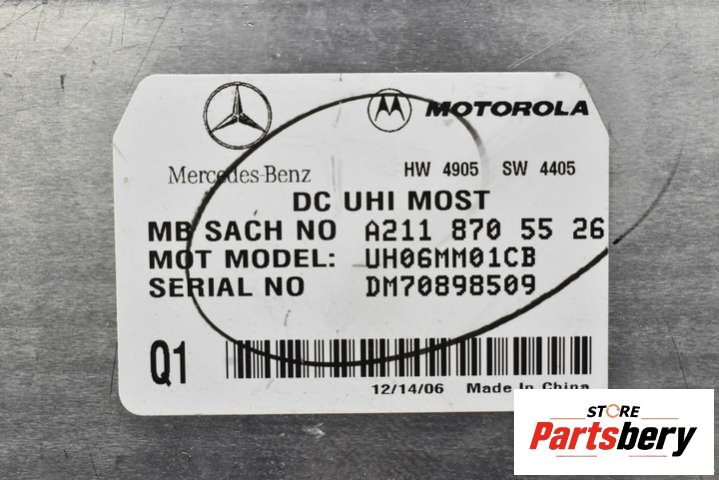 MOTOROLA
Mercedes-Benz
HW 4905 SW 4405
DC UHI MOST
MB SACH NO A211 870 55 26
MOT MODEL: UH06MM01CB
SERIAL NO DM70898509
Q1
12/14/06 Made In China
STORE
Partsbery